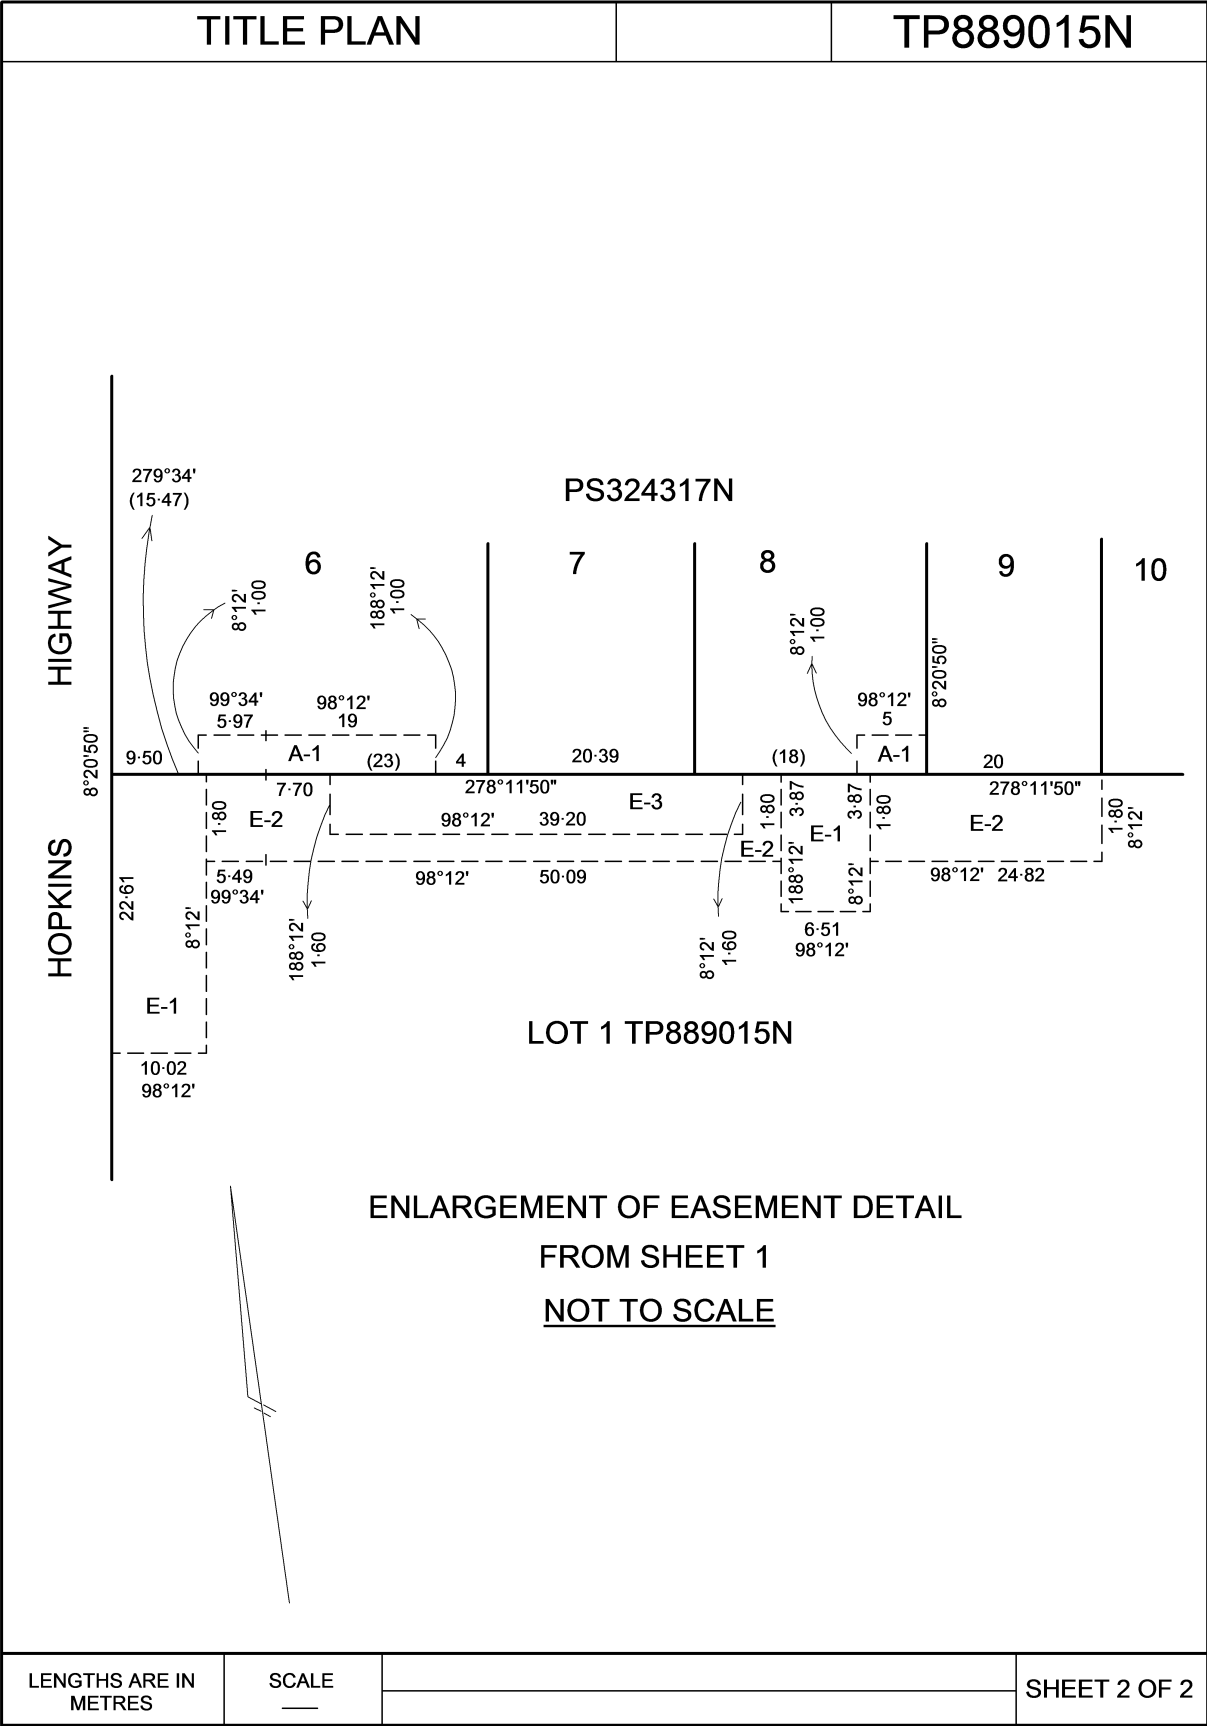 TITLE PLAN
TP889015N
279°34'
(15·47)
PS324317N
HIGHWAY
6
7
8
9
10
8°12'
1·00
188°12'
1·00
8°12'
1·00
8°20'50"
99°34'
5·97
98°12'
19
98°12'
5
8°20'50"
9·50
A-1
(23)
4
20·39
(18)
A-1
20
7·70
278°11'50"
278°11'50"
1·80
E-2
98°12'
39·20
E-3
1·80
3·87
E-1
3·87
1·80
E-2
1·80
8°12'
E-2
HOPKINS
22·61
8°12'
5·49
99°34'
98°12'
50·09
188°12'
8°12'
98°12' 24·82
188°12'
1·60
8°12'
1·60
6·51
98°12'
E-1
LOT 1 TP889015N
10·02
98°12'
ENLARGEMENT OF EASEMENT DETAIL
FROM SHEET 1
NOT TO SCALE
LENGTHS ARE IN
METRES
SCALE
SHEET 2 OF 2